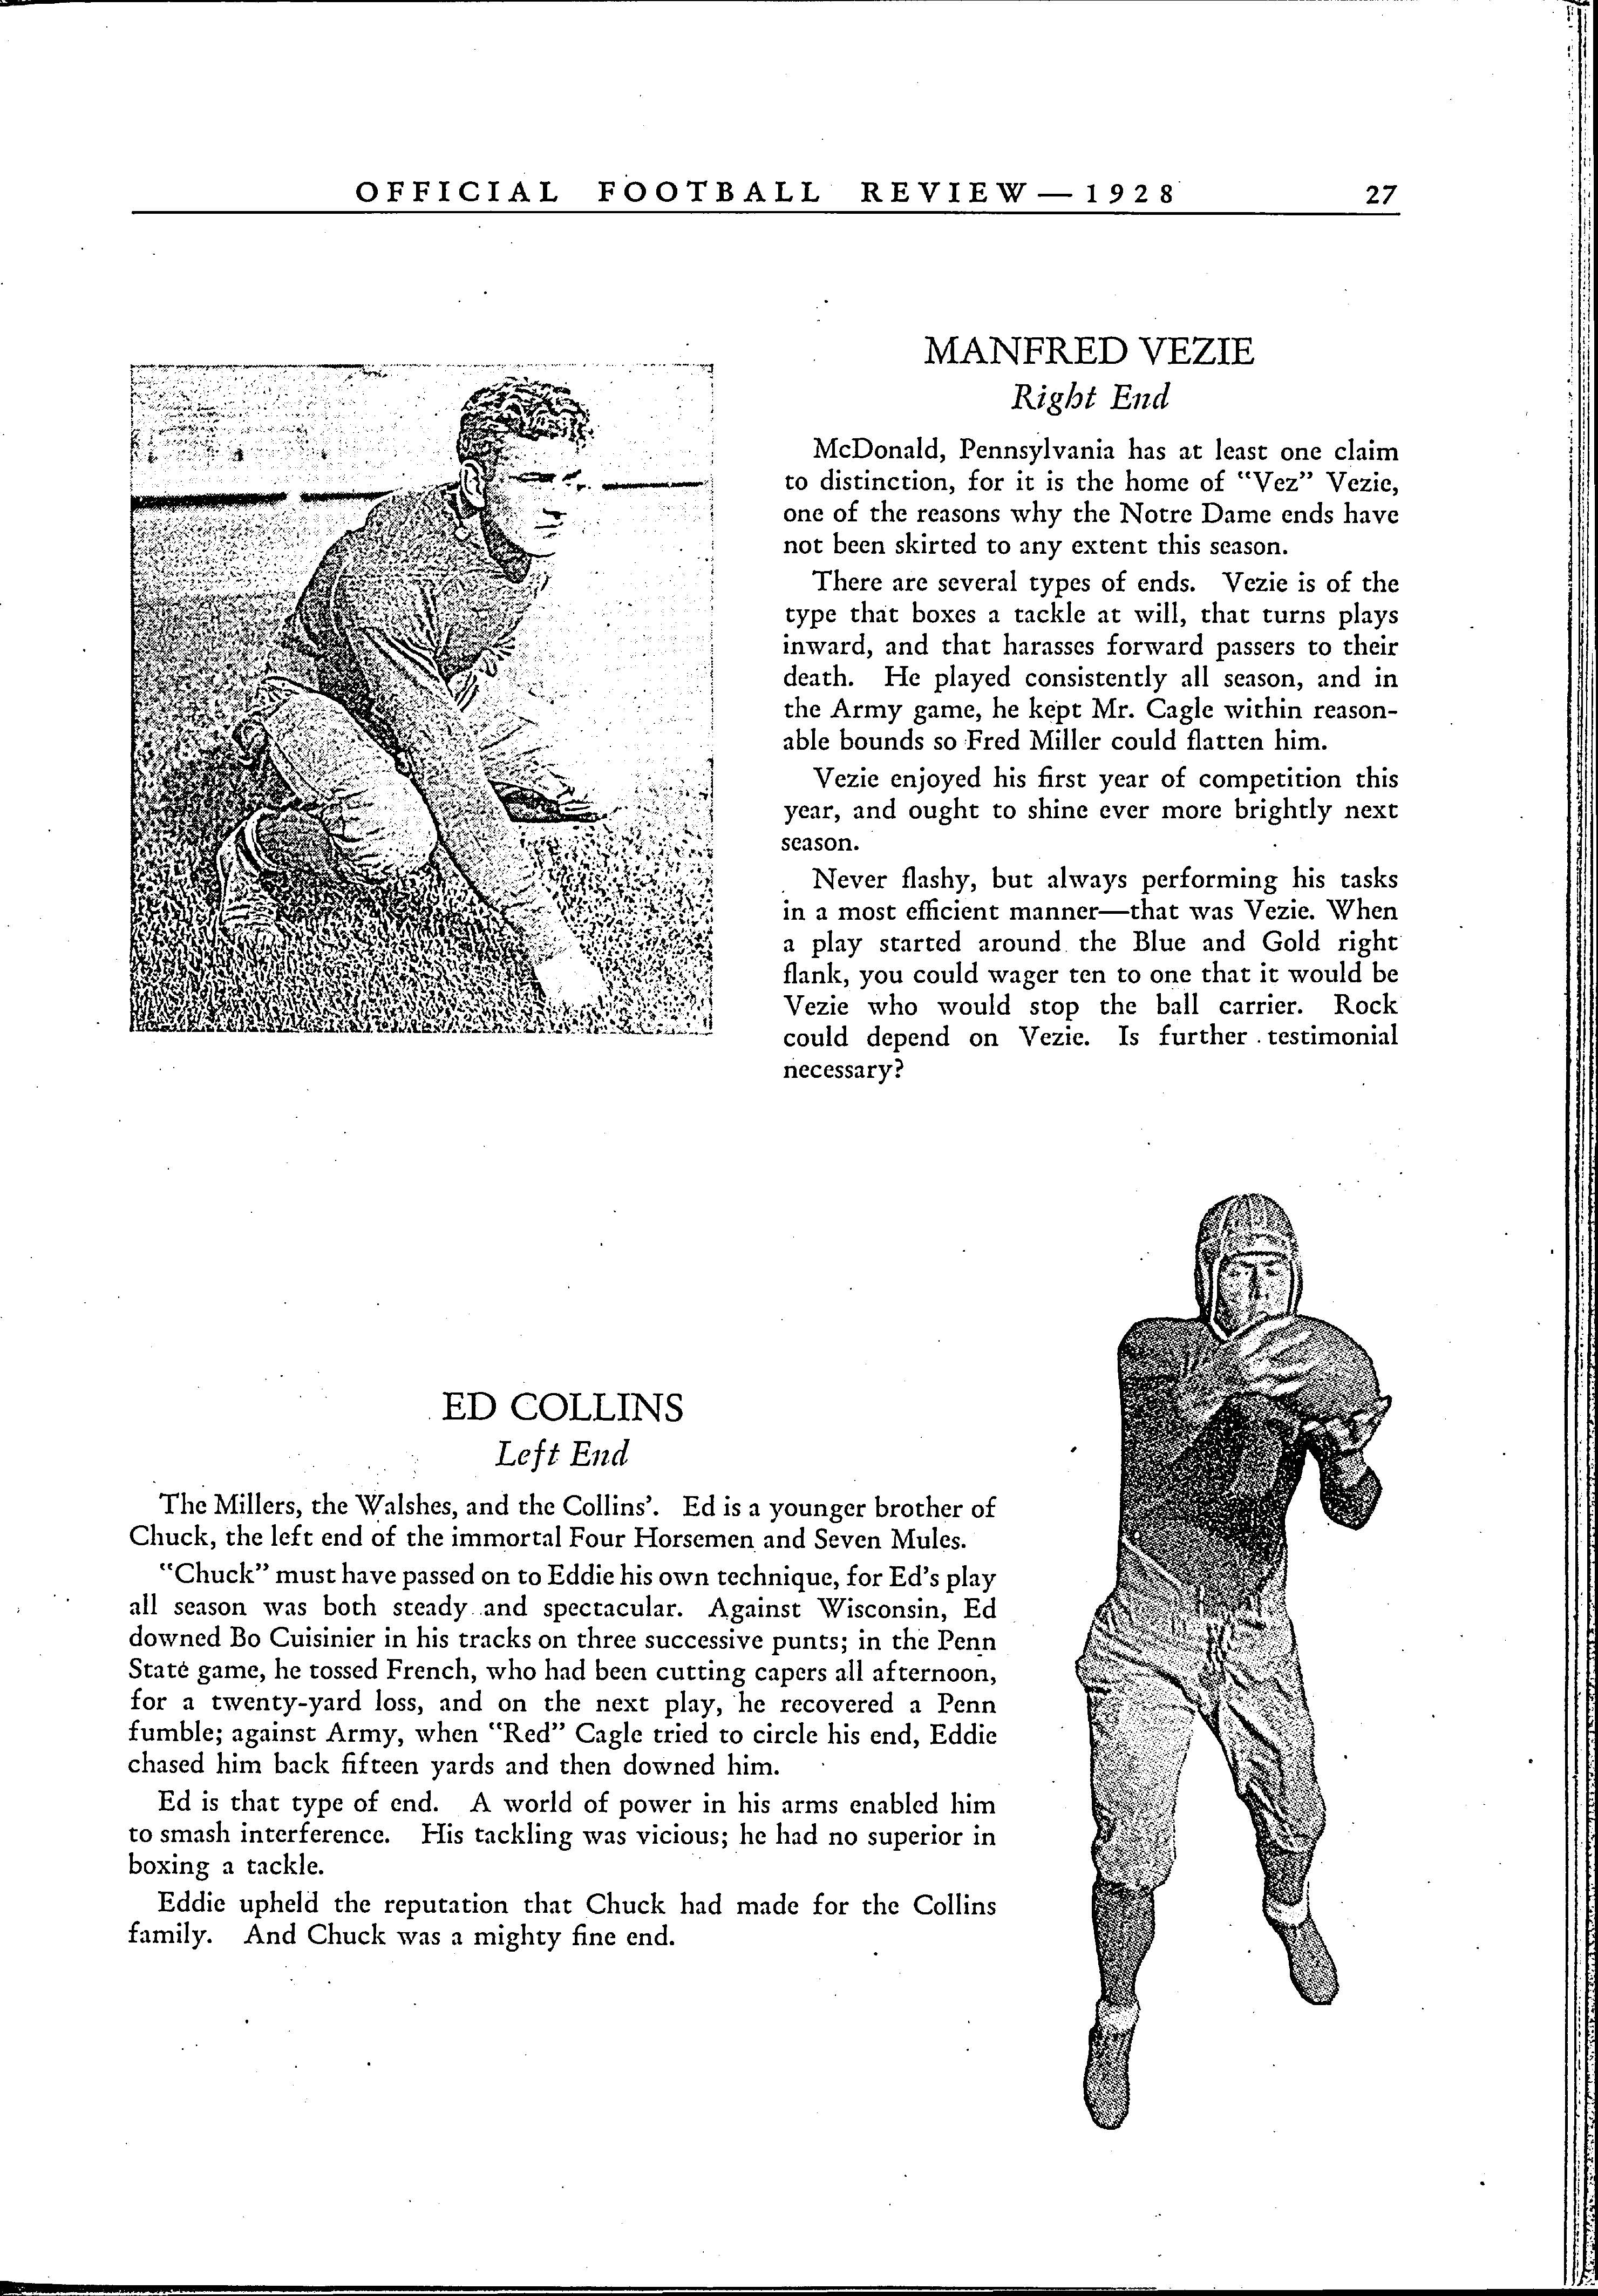 OFFICIAL FOOTBALL REVIEW—1928 27
MANFRED VEZIE
Right End
McDonald, Pennsylvania has at least one claim
to distinction, for it is the home of "Vez" Vezie,
one of the reasons why the Notre Dame ends have
not been skirted to any extent this season.
There are several types of ends. Vezie is of the
type that boxes a tackle at will, that turns plays
inward, and that harasses forward passers to their
death. He played consistently all season, and in
the Army game, he kept Mr. Cagle within reason-
able bounds so Fred Miller could flatten him.
Vezie enjoyed his first year of competition this
year, and ought to shine ever more brightly next
season.
Never flashy, but always performing his tasks
in a most efficient manner—that was Vezie. When
a play started around the Blue and Gold right
flank, you could wager ten to one that it would be
Vezie who would stop the ball carrier. Rock
could depend on Vezie. Is further testimonial
necessary?
ED COLLINS
Left End
The Millers, the Walshes, and the Collins'. Ed is a younger brother of
Chuck, the left end of the immortal Four Horsemen and Seven Mules.
"Chuck" must have passed on to Eddie his own technique, for Ed's play
all season was both steady and spectacular. Against Wisconsin, Ed
downed Bo Cuisinier in his tracks on three successive punts; in the Penn
State game, he tossed French, who had been cutting capers all afternoon,
for a twenty-yard loss, and on the next play, he recovered a Penn
fumble; against Army, when "Red" Cagle tried to circle his end, Eddie
chased him back fifteen yards and then downed him.
Ed is that type of end. A world of power in his arms enabled him
to smash interference. His tackling was vicious; he had no superior in
boxing a tackle.
Eddie upheld the reputation that Chuck had made for the Collins
family. And Chuck was a mighty fine end.